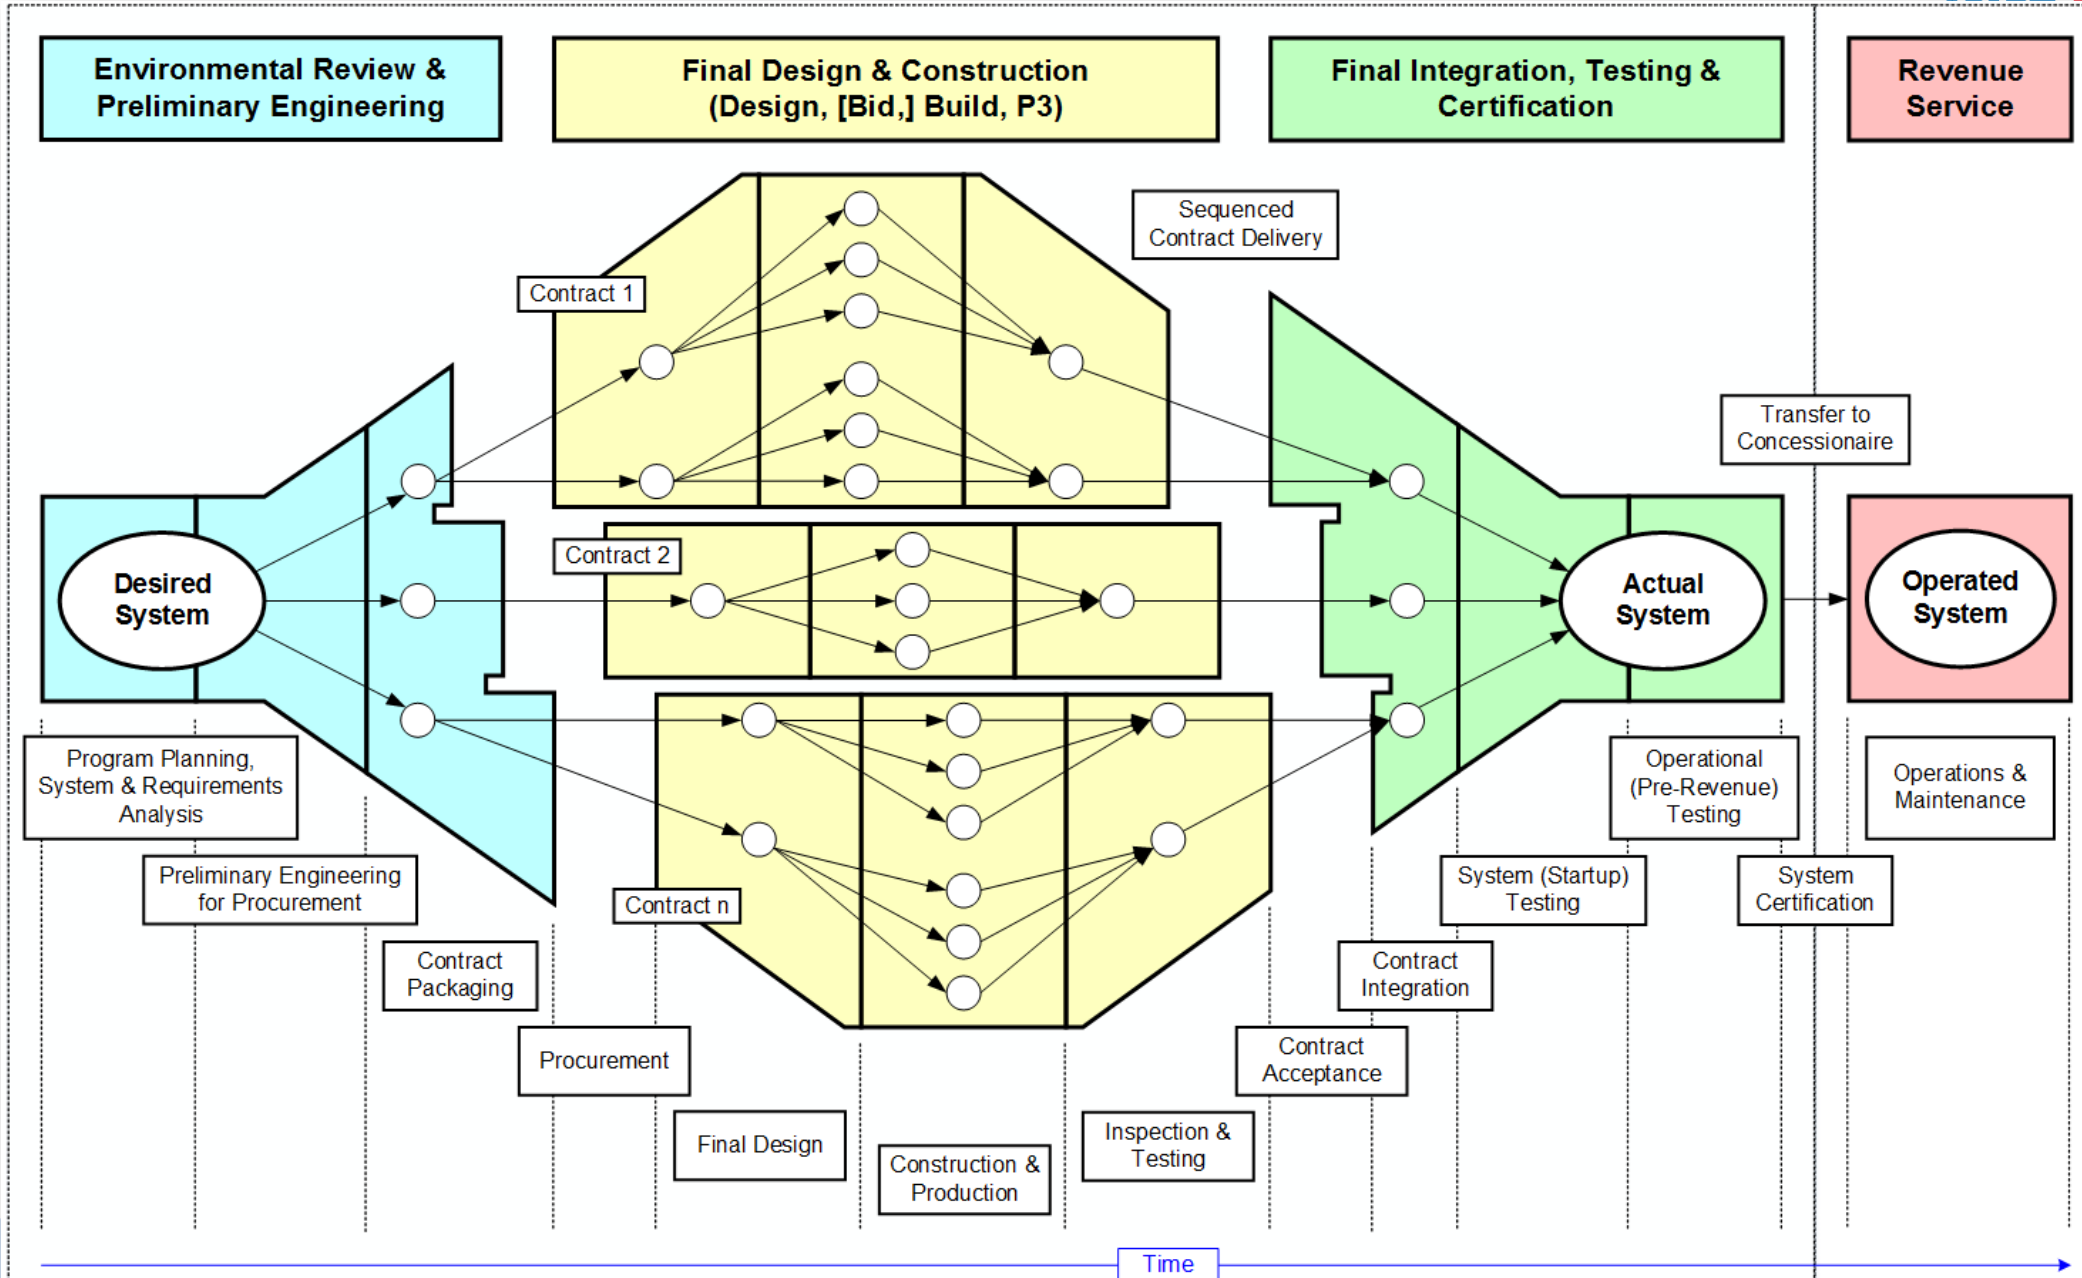 Environmental Review &
Preliminary Engineering
Final Design & Construction
(Design, [Bid,] Build, P3)
Final Integration, Testing &
Certification
Revenue
Service
Sequenced
Contract Delivery
Contract 1
Transfer to
Concessionaire
Contract 2
Desired
System
Actual
System
Operated
System
Program Planning,
System & Requirements
Analysis
Operational
(Pre-Revenue)
Testing
Operations &
Maintenance
Preliminary Engineering
for Procurement
Contract n
System (Startup)
Testing
System
Certification
Contract
Packaging
Contract
Integration
Procurement
Contract
Acceptance
Final Design
Inspection &
Testing
Construction &
Production
Time